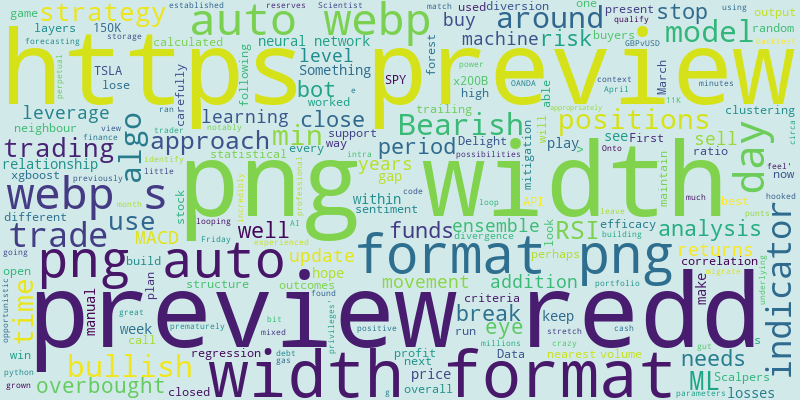 https preview
png width
preview redd
width format
auto webp
format png
png auto
webp s
strategy
game
layers
150K
established
reserves
Scientist
calculated
neural network
forecasting
storage
TSLA
lose
perpetual
Something
leverage
bot
worked
neighbour
learning
close
following
level
carefully
algo
trading
approach
min
statistical
every
support
way
relationship
xgboost
previously
view
trader
finance
ran
notably
different
use
stock
looping
incredibly
professional
intra
AI
Friday
experienced
trade
MACD
well
gap
years
period
Bearish
trailing
forest
SPY
x200B
high
around
buy
used
diversion
one
match
using
machine
risk
buyers
present
stop
qualify
GBPvUSD
model
output
random
power
OANDA
context
April
March
minutes
11K
appropriately
positions
clustering
able
will
mitigation
play
see
First
ratio
sell
maintain
day
circa
Onto
Delight
possibilities
within
sentiment
code
loop
API
leave
much
best
punts
now
feel'
hooked
funds
ensemble
divergence
look
RSI
efficacy
building
analysis
perhaps
returns
correlation
migrate
underlying
indicator
going
little
month
time
open
opportunistic
manual
plan
build
structure
update
hope
outcomes
found
privileges'
movement
addition
criteria
break
eye
run
keep
stretch
portfolio
cash
crazy
gut
make
needs
ML
Scalpers
parameters
losses
week
call
great
prematurely
bit
mixed
positive
debt
gas
millions
win
python
grown
bullish
overbought
closed
regression
profit
next
price
overall
Data
nearest volume